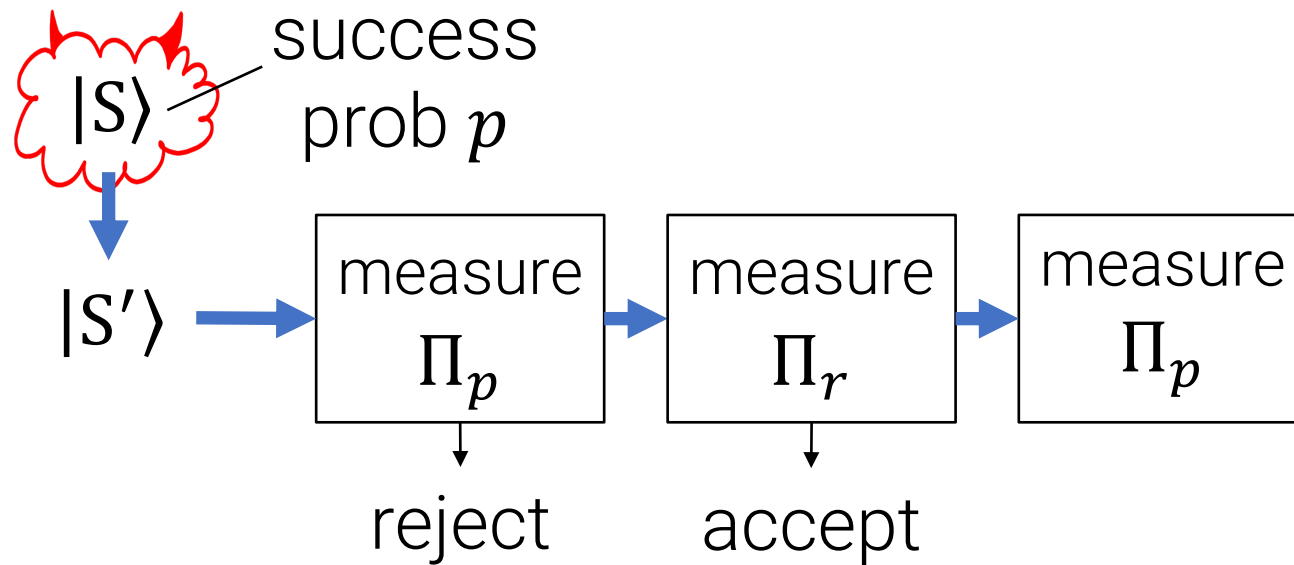 |S⟩
success
prob p
|S′⟩
measure
Π_p
measure
Π_r
measure
Π_p
reject
accept